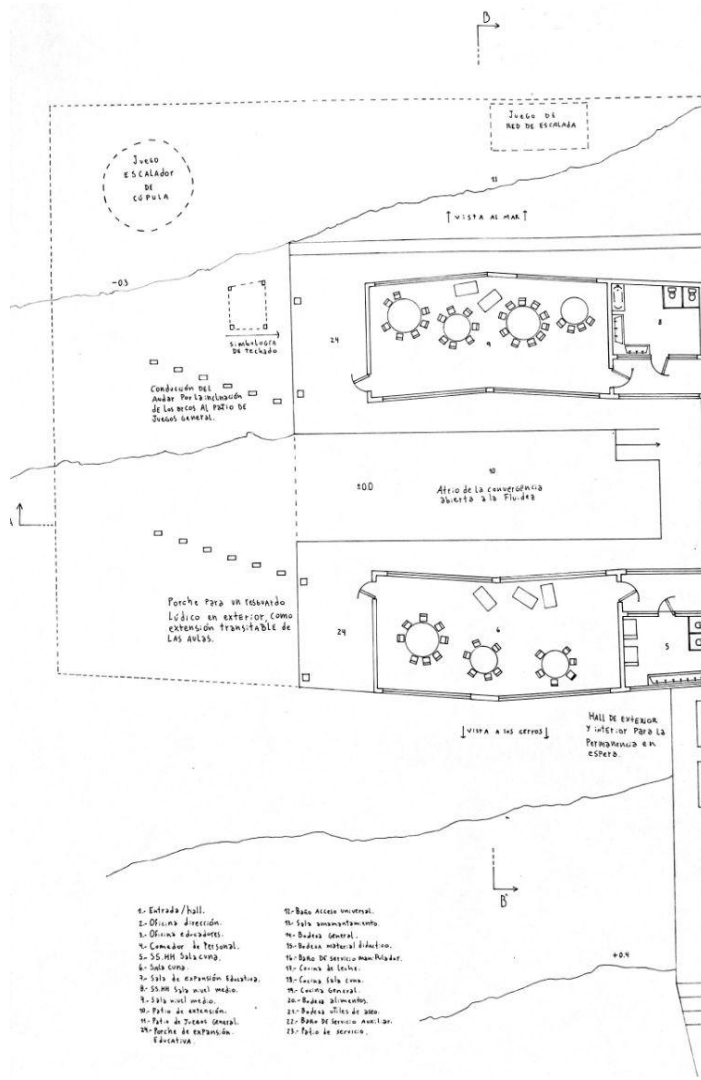 B
Juego DE
RED DE ESCALADA
Juego
ESCALADOR
DE
CÚPULA
11
↑ VISTA AL MAR ↑
-0.3
24
9
8
Simbología
DE techado
Conducción DEL
Andar Por la inclinación
de Los arcos AL Patio DE
Juegos General.
±0.0
10
Atrio de la convergencia
abierta a la Fluidez
A
Porche Para un resguardo
Lúdico en exterior, como
extensión transitable de
LAS AULAS.
24
6
5
↓ VISTA A LOS CERROS ↓
HALL DE EXTERIOR
Y interior Para La
Permanencia en
espera.
B'
+0.4
1.- Entrada/hall.
2.- Oficina dirección.
3.- Oficina educadores.
4.- Comedor de Personal.
5.- SS.HH Sala cuna.
6.- Sala cuna.
7.- Sala de expansión Educativa.
8.- SS.HH Sala nivel medio.
9.- Sala nivel medio.
10.- Patio de extensión.
11.- Patio de Juegos General.
24.- Porche de expansión
Educativa.
12.- Baño Acceso universal.
13.- Sala amamantamiento.
14.- Bodega General.
15.- Bodega material didactico.
16.- Baño DE servicio manipulador.
17.- Cocina de leche.
18.- Cocina Sala cuna.
19.- Cocina General.
20.- Bodega alimentos.
21.- Bodega útiles de aseo.
22.- Baño DE Servicio Auxiliar.
23.- Patio de servicio.